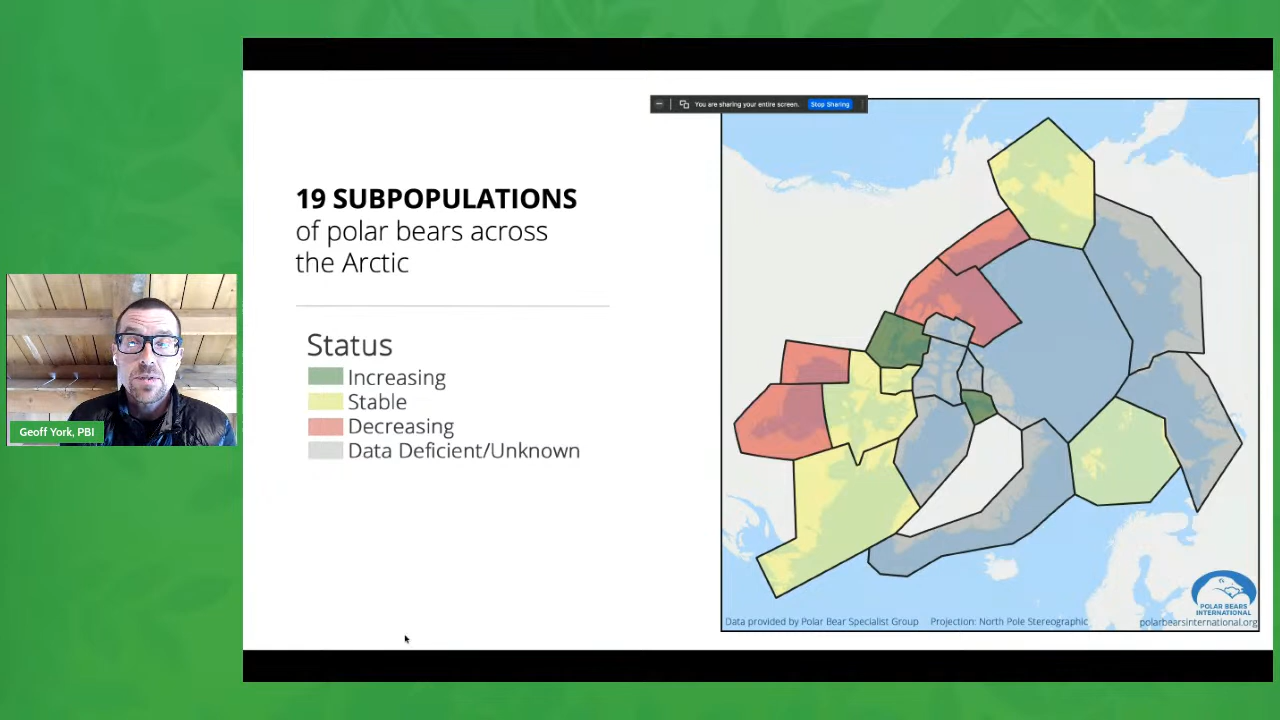 You are sharing your entire screen. Stop Sharing
19 SUBPOPULATIONS
of polar bears across
the Arctic
Status
Increasing
Stable
Decreasing
Data Deficient/Unknown
Geoff York, PBI
POLAR BEARS
INTERNATIONAL
Data provided by Polar Bear Specialist Group Projection: North Pole Stereographic polarbearsinternational.org